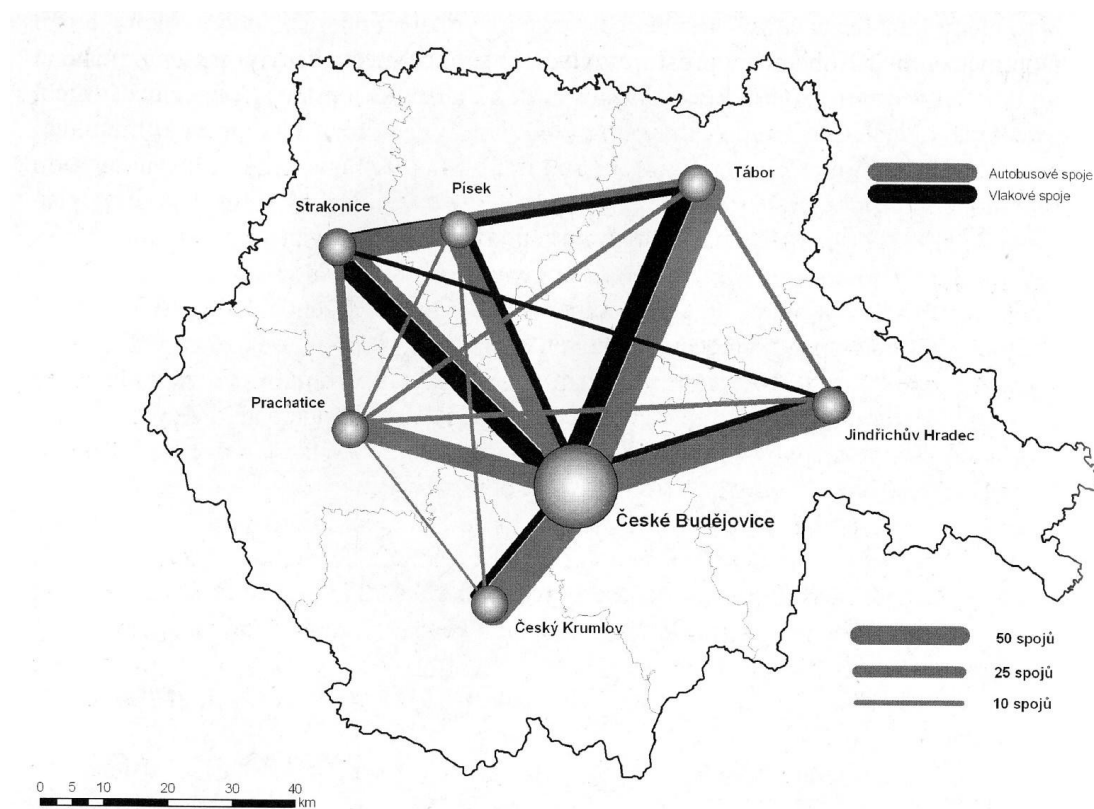 Tábor
Autobusové spoje
Vlakové spoje
Písek
Strakonice
Prachatice
Jindřichův Hradec
České Budějovice
Český Krumlov
50 spojů
25 spojů
10 spojů
0 5 10 20 30 40
km